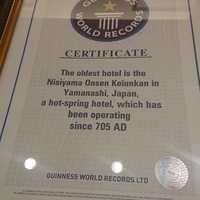 GUINNESS
WORLD RECORDS
CERTIFICATE
The oldest hotel is the
Nisiyama Onsen Keiunkan in
Yamanashi, Japan,
a hot-spring hotel, which has
been operating
since 705 AD
GUINNESS WORLD RECORDS LTD